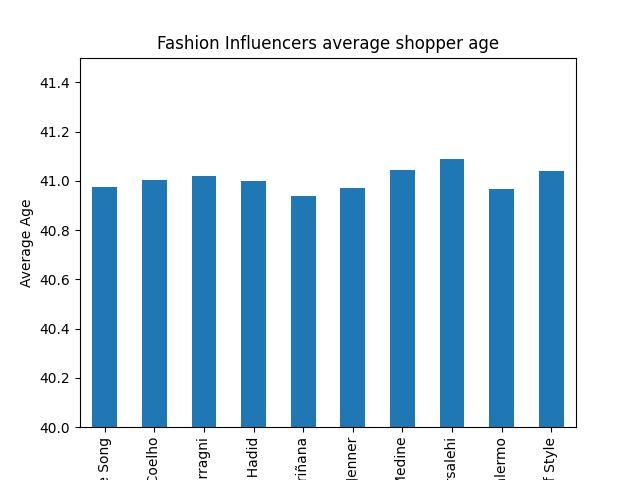 Fashion Influencers average shopper age
41.4
41.2
41.0
40.8
40.6
40.4
40.2
40.0
Average Age
e Song
Coelho
rragni
Hadid
riñana
Jenner
Medine
rsalehi
alermo
f Style